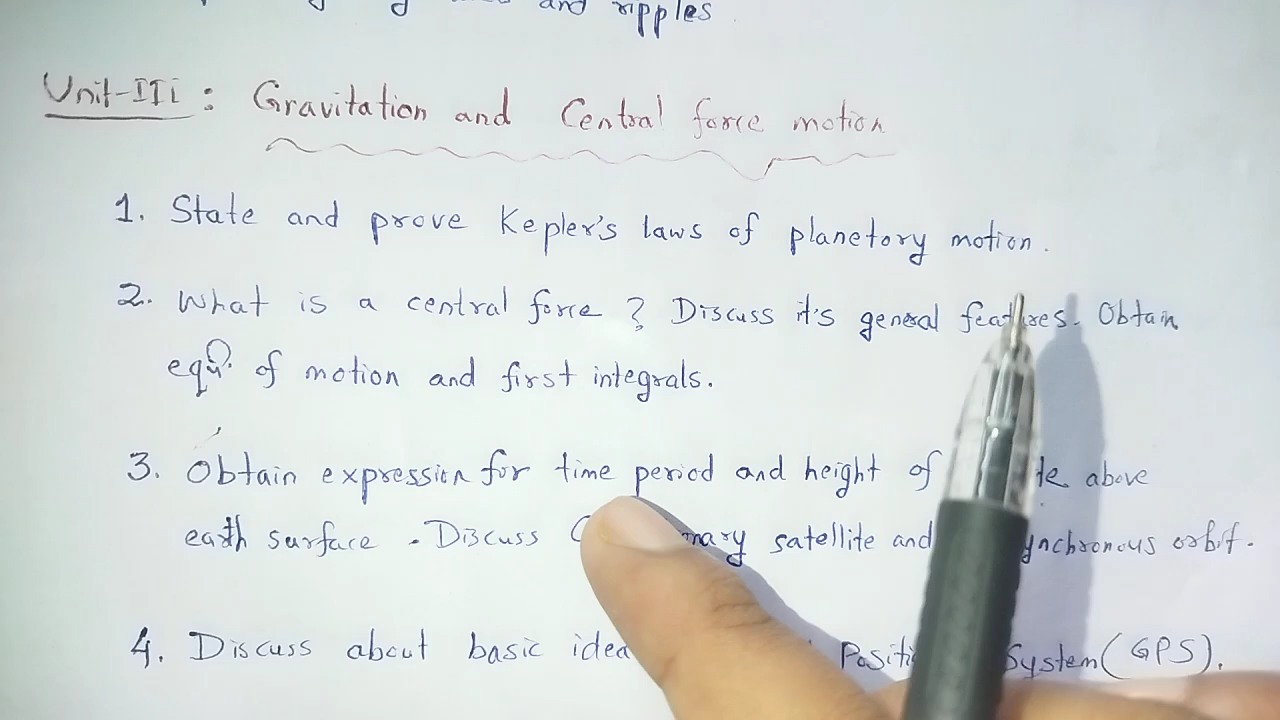 and ripples
Unit-III : Gravitation and Central force motion
1. State and prove Kepler's laws of planetory motion.
2. What is a central force ? Discuss it's general features. Obtain
eqn. of motion and first integrals.
3. Obtain expression for time period and height of above
earth surface . Discuss satellite and orbit.
4. Discuss about basic idea System (GPS).